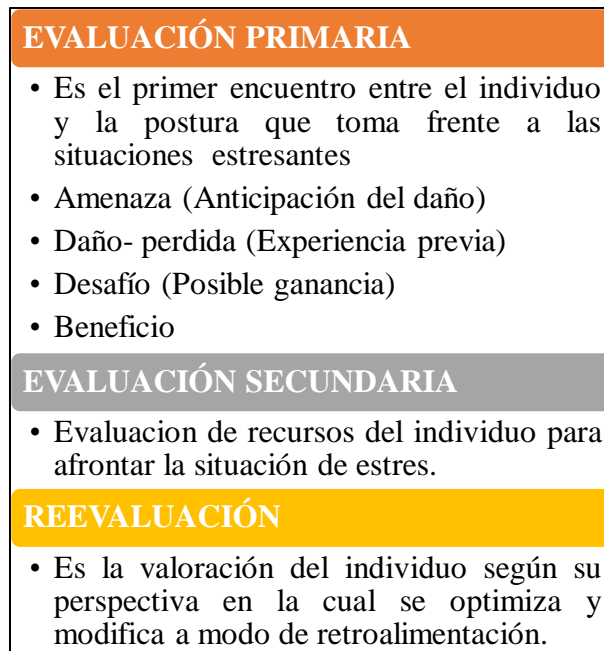 EVALUACIÓN PRIMARIA
• Es el primer encuentro entre el individuo
y la postura que toma frente a las
situaciones estresantes
• Amenaza (Anticipación del daño)
• Daño- perdida (Experiencia previa)
• Desafío (Posible ganancia)
• Beneficio
EVALUACIÓN SECUNDARIA
• Evaluacion de recursos del individuo para
afrontar la situación de estres.
REEVALUACIÓN
• Es la valoración del individuo según su
perspectiva en la cual se optimiza y
modifica a modo de retroalimentación.